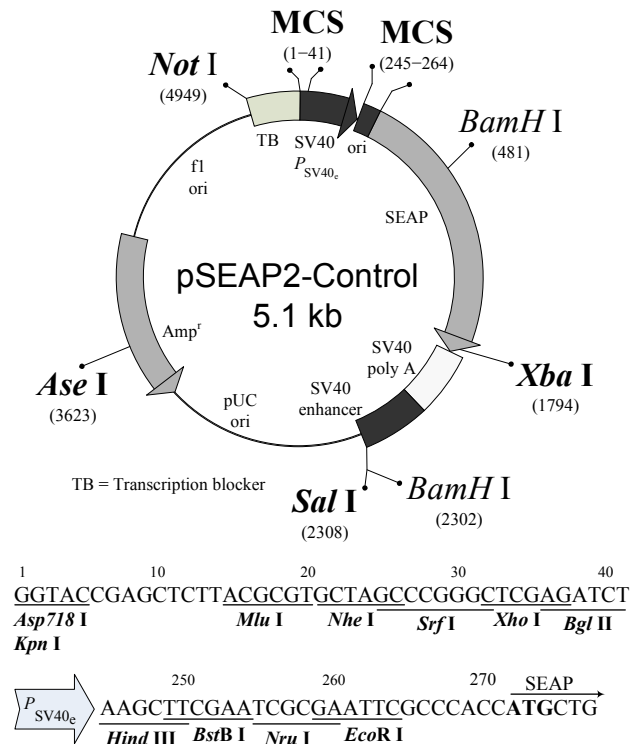 MCS
(1–41)
MCS
(245–264)
Not I
(4949)
BamH I
(481)
TB
SV40
PSV40e
ori
f1
ori
SEAP
pSEAP2-Control
5.1 kb
Ampr
SV40
poly A
Xba I
(1794)
Ase I
(3623)
SV40
enhancer
pUC
ori
TB = Transcription blocker
Sal I
(2308)
BamH I
(2302)
1 10 20 30 40
GGTACCGAGCTCTTACGCGTGCTAGCCCGGGCTCGAGATCT
Asp718 I Mlu I Nhe I Srf I Xho I Bgl II
Kpn I
250 260 270 SEAP
PSV40e AAGCTTCGAATCGCGAATTCGCCCACCATGCTG
Hind III BstB I Nru I EcoR I